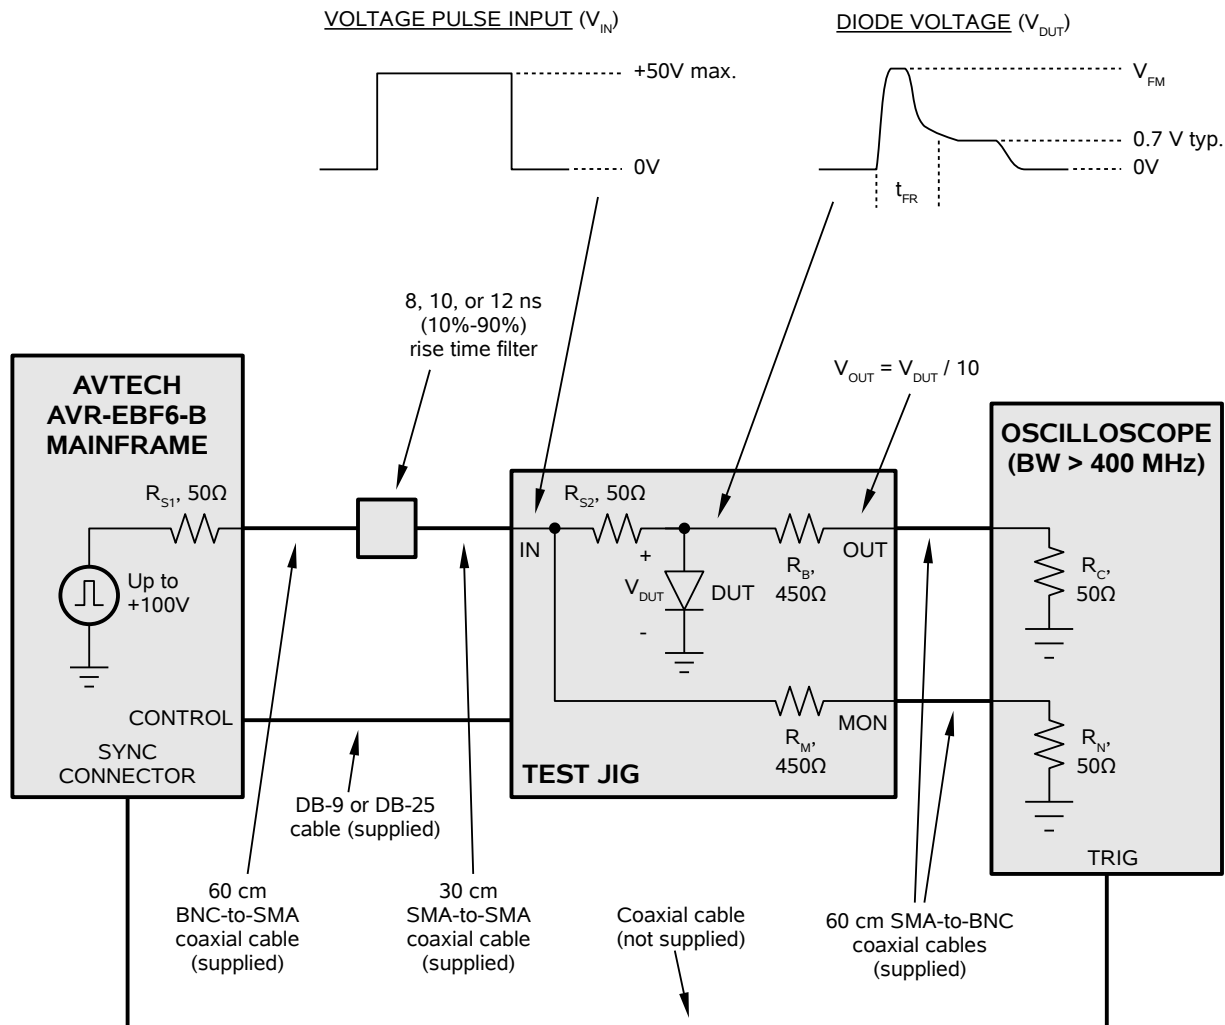 VOLTAGE PULSE INPUT (V_IN)
+50V max.
0V
DIODE VOLTAGE (V_DUT)
V_FM
0.7 V typ.
0V
t_FR
8, 10, or 12 ns
(10%-90%)
rise time filter
V_OUT = V_DUT / 10
AVTECH
AVR-EBF6-B
MAINFRAME
R_S1, 50Ω
Up to
+100V
CONTROL
SYNC
CONNECTOR
IN
R_S2, 50Ω
+
V_DUT
-
DUT
R_B,
450Ω
OUT
R_M,
450Ω
MON
TEST JIG
OSCILLOSCOPE
(BW > 400 MHz)
R_C,
50Ω
R_N,
50Ω
TRIG
DB-9 or DB-25
cable (supplied)
60 cm
BNC-to-SMA
coaxial cable
(supplied)
30 cm
SMA-to-SMA
coaxial cable
(supplied)
Coaxial cable
(not supplied)
60 cm SMA-to-BNC
coaxial cables
(supplied)